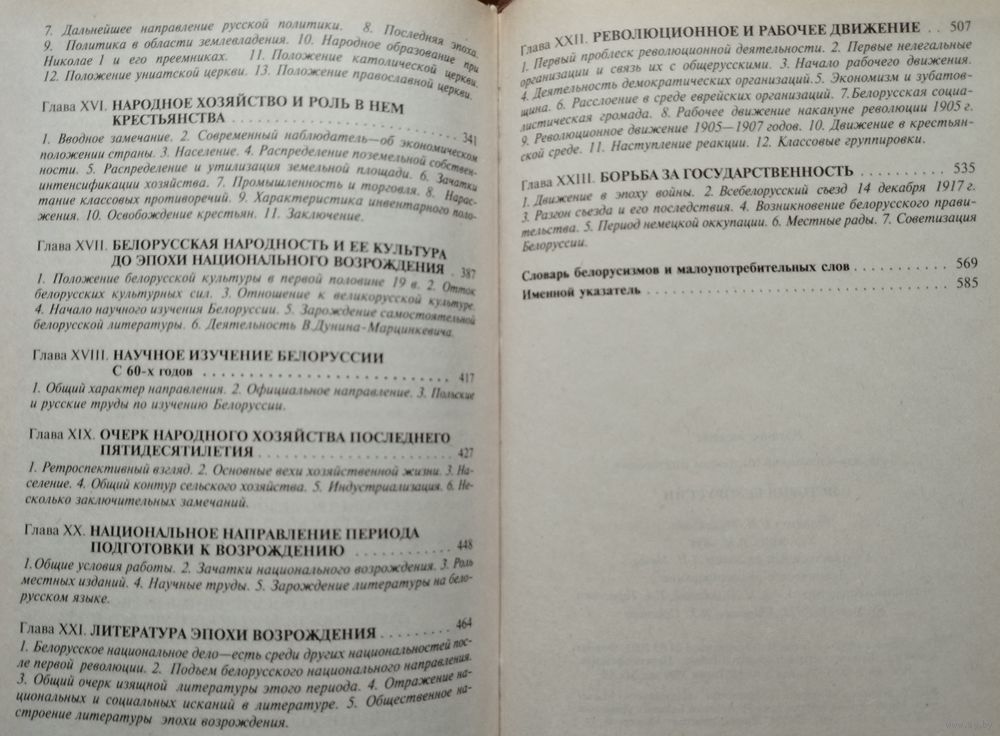 7. Дальнейшее направление русской политики. 8. Последняя эпоха.
9. Политика в области землевладения. 10. Народное образование при
Николае 1 и его преемниках. 11. Положение католической церкви.
12. Положение униатской церкви. 13. Положение православной церкви.
Глава XVI. НАРОДНОЕ ХОЗЯЙСТВО И РОЛЬ В НЕМ
КРЕСТЬЯНСТВА 341
1. Вводное замечание. 2. Современный наблюдатель—об экономическом
положении страны. 3. Население. 4. Распределение поземельной собствен-
ности. 5. Распределение и утилизация земельной площади. 6. Зачатки
интенсификации хозяйства. 7. Промышленность и торговля. 8. Нарас-
тание классовых противоречий. 9. Характеристика инвентарного поло-
жения. 10. Освобождение крестьян. 11. Заключение.
Глава XVII. БЕЛОРУССКАЯ НАРОДНОСТЬ И ЕЕ КУЛЬТУРА
ДО ЭПОХИ НАЦИОНАЛЬНОГО ВОЗРОЖДЕНИЯ . 387
1. Положение белорусской культуры в первой половине 19 в. 2. Отток
белорусских культурных сил. 3. Отношение к великорусской культуре.
4. Начало научного изучения Белоруссии. 5. Зарождение самостоятельной
белорусской литературы. 6. Деятельность В.Дунина-Марцинкевича.
Глава XVIII. НАУЧНОЕ ИЗУЧЕНИЕ БЕЛОРУССИИ
С 60-х годов 417
1. Общий характер направления. 2. Официальное направление. 3. Польские
и русские труды по изучению Белоруссии.
Глава XIX. ОЧЕРК НАРОДНОГО ХОЗЯЙСТВА ПОСЛЕДНЕГО
ПЯТИДЕСЯТИЛЕТИЯ 427
1. Ретроспективный взгляд. 2. Основные вехи хозяйственной жизни. 3. На-
селение. 4. Общий контур сельского хозяйства. 5. Индустриализация. 6. Не-
сколько заключительных замечаний.
Глава XX. НАЦИОНАЛЬНОЕ НАПРАВЛЕНИЕ ПЕРИОДА
ПОДГОТОВКИ К ВОЗРОЖДЕНИЮ 448
1. Общие условия работы. 2. Зачатки национального возрождения. 3. Роль
местных изданий. 4. Научные труды. 5. Зарождение литературы на бело-
русском языке.
Глава XXI. ЛИТЕРАТУРА ЭПОХИ ВОЗРОЖДЕНИЯ 464
1. Белорусское национальное дело—есть среди других национальностей пос-
ле первой революции. 2. Подъем белорусского национального направления.
3. Общий очерк изящной литературы этого периода. 4. Отражение на-
циональных и социальных исканий в литературе. 5. Общественное на-
строение литературы эпохи возрождения.
Глава XXII. РЕВОЛЮЦИОННОЕ И РАБОЧЕЕ ДВИЖЕНИЕ . . 507
1. Первый проблеск революционной деятельности. 2. Первые нелегальные
организации и связь их с общерусскими. 3. Начало рабочего движения.
4. Деятельность демократических организаций. 5. Экономизм и зубатов-
щина. 6. Расслоение в среде еврейских организаций. 7. Белорусская социа-
листическая громада. 8. Рабочее движение накануне революции 1905 г.
9. Революционное движение 1905—1907 годов. 10. Движение в крестьян-
ской среде. 11. Наступление реакции. 12. Классовые группировки.
Глава XXIII. БОРЬБА ЗА ГОСУДАРСТВЕННОСТЬ 535
1. Движение в эпоху войны. 2. Всебелорусский съезд 14 декабря 1917 г.
3. Разгон съезда и его последствия. 4. Возникновение белорусского прави-
тельства. 5. Период немецкой оккупации. 6. Местные рады. 7. Советизация
Белоруссии.
Словарь белорусизмов и малоупотребительных слов 569
Именной указатель 585